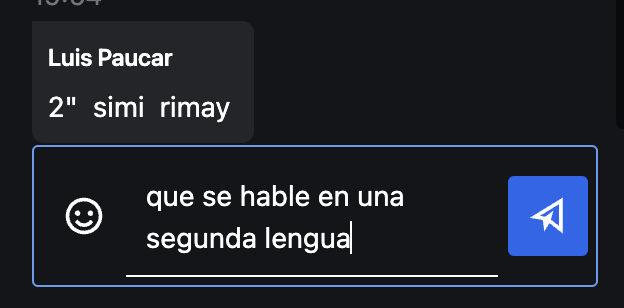 Luis Paucar
2" simi rimay
que se hable en una
segunda lengua